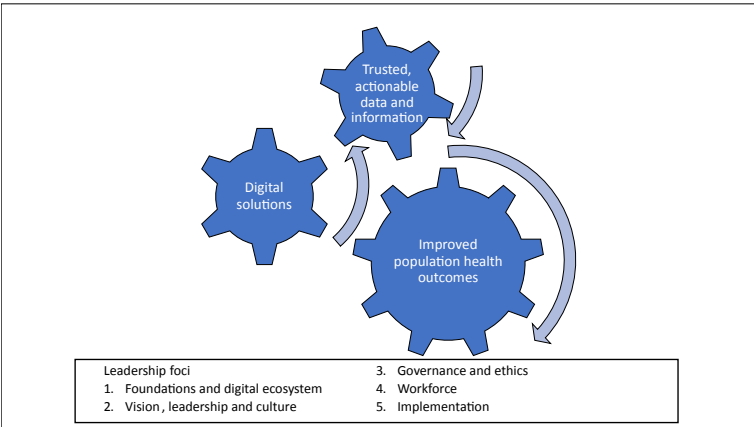 Trusted,
actionable
data and
information
Digital
solutions
Improved
population health
outcomes
Leadership foci
1. Foundations and digital ecosystem
2. Vision, leadership and culture
3. Governance and ethics
4. Workforce
5. Implementation